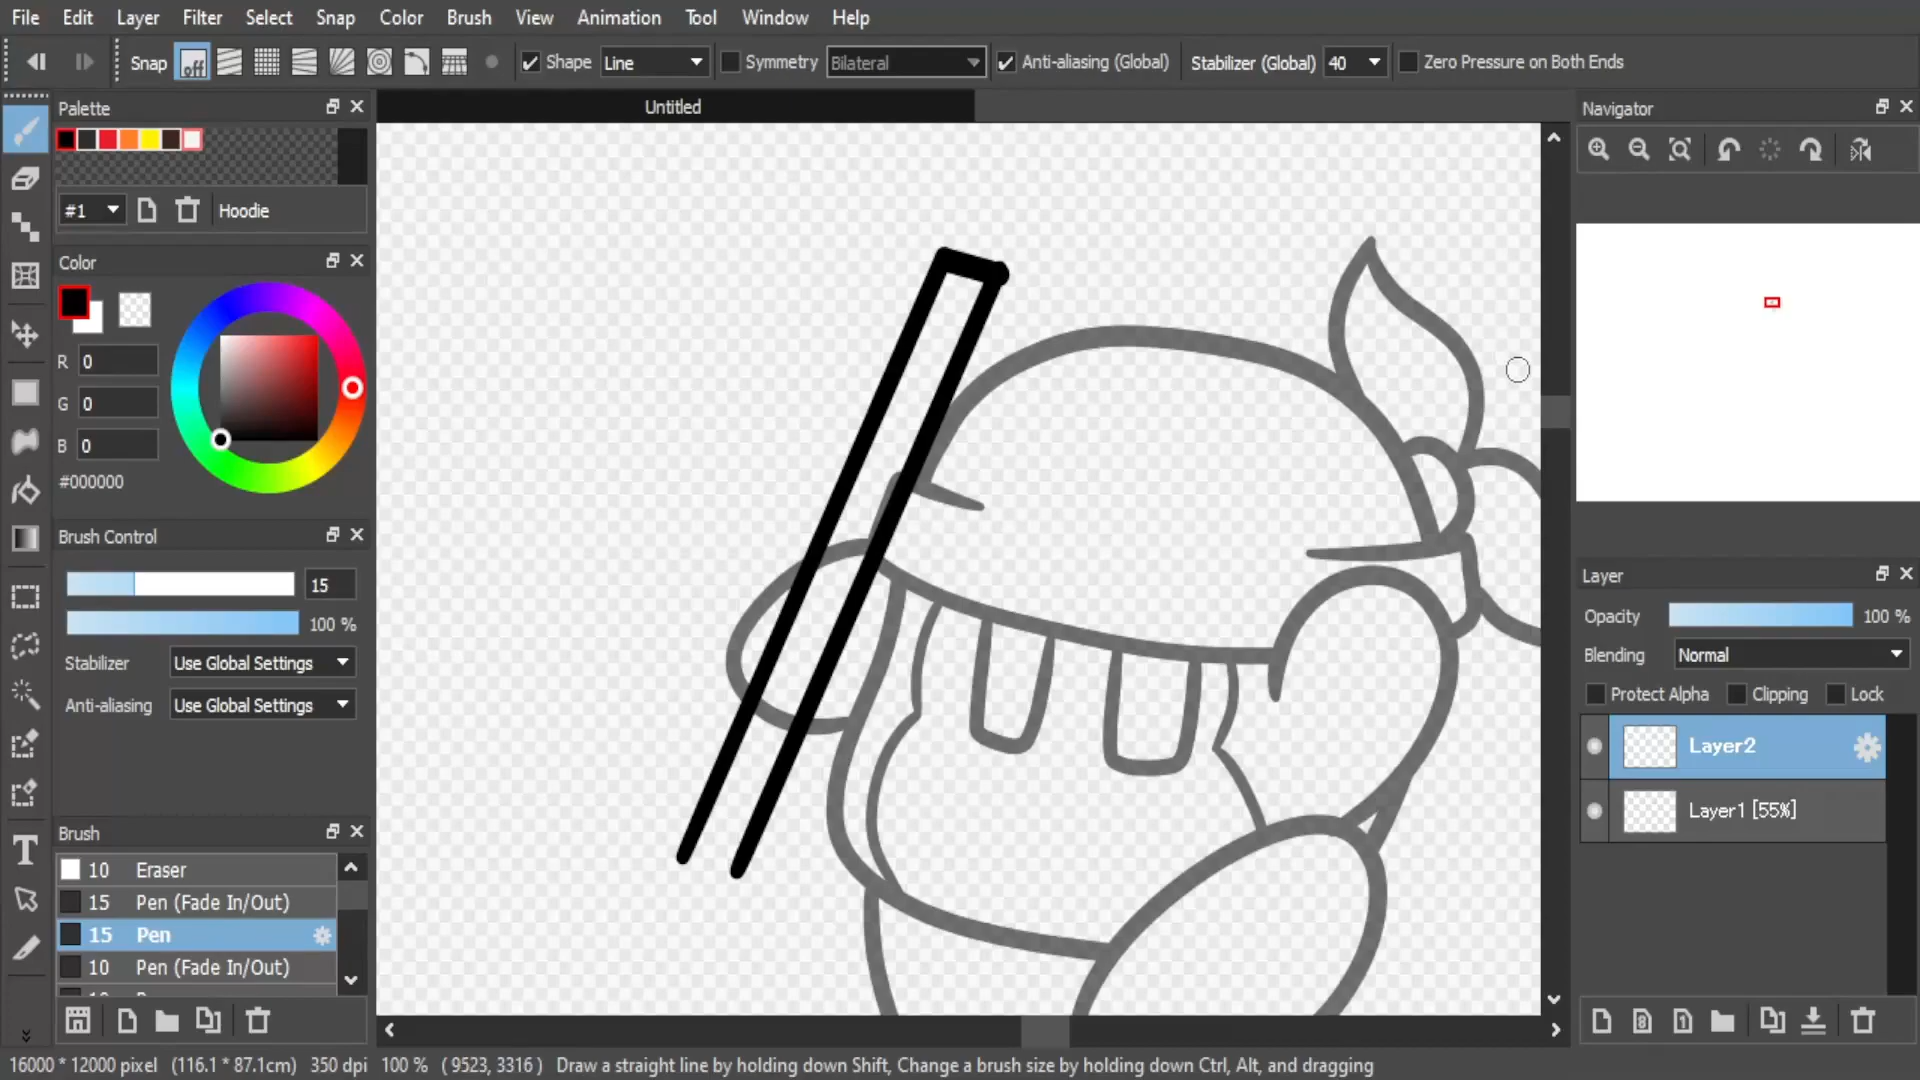 File Edit Layer Filter Select Snap Color Brush View Animation Tool Window Help
Snap off Shape Line Symmetry Bilateral Anti-aliasing (Global) Stabilizer (Global) 40 Zero Pressure on Both Ends
Palette
#1 Hoodie
Color
R 0
G 0
B 0
#000000
Brush Control
15
100 %
Stabilizer Use Global Settings
Anti-aliasing Use Global Settings
Brush
10 Eraser
15 Pen (Fade In/Out)
15 Pen
10 Pen (Fade In/Out)
T
Untitled
Navigator
Layer
Opacity 100 %
Blending Normal
Protect Alpha Clipping Lock
Layer2
Layer1 [55%]
8 1
16000 * 12000 pixel (116.1 * 87.1cm) 350 dpi 100 % ( 9523, 3316 ) Draw a straight line by holding down Shift, Change a brush size by holding down Ctrl, Alt, and dragging